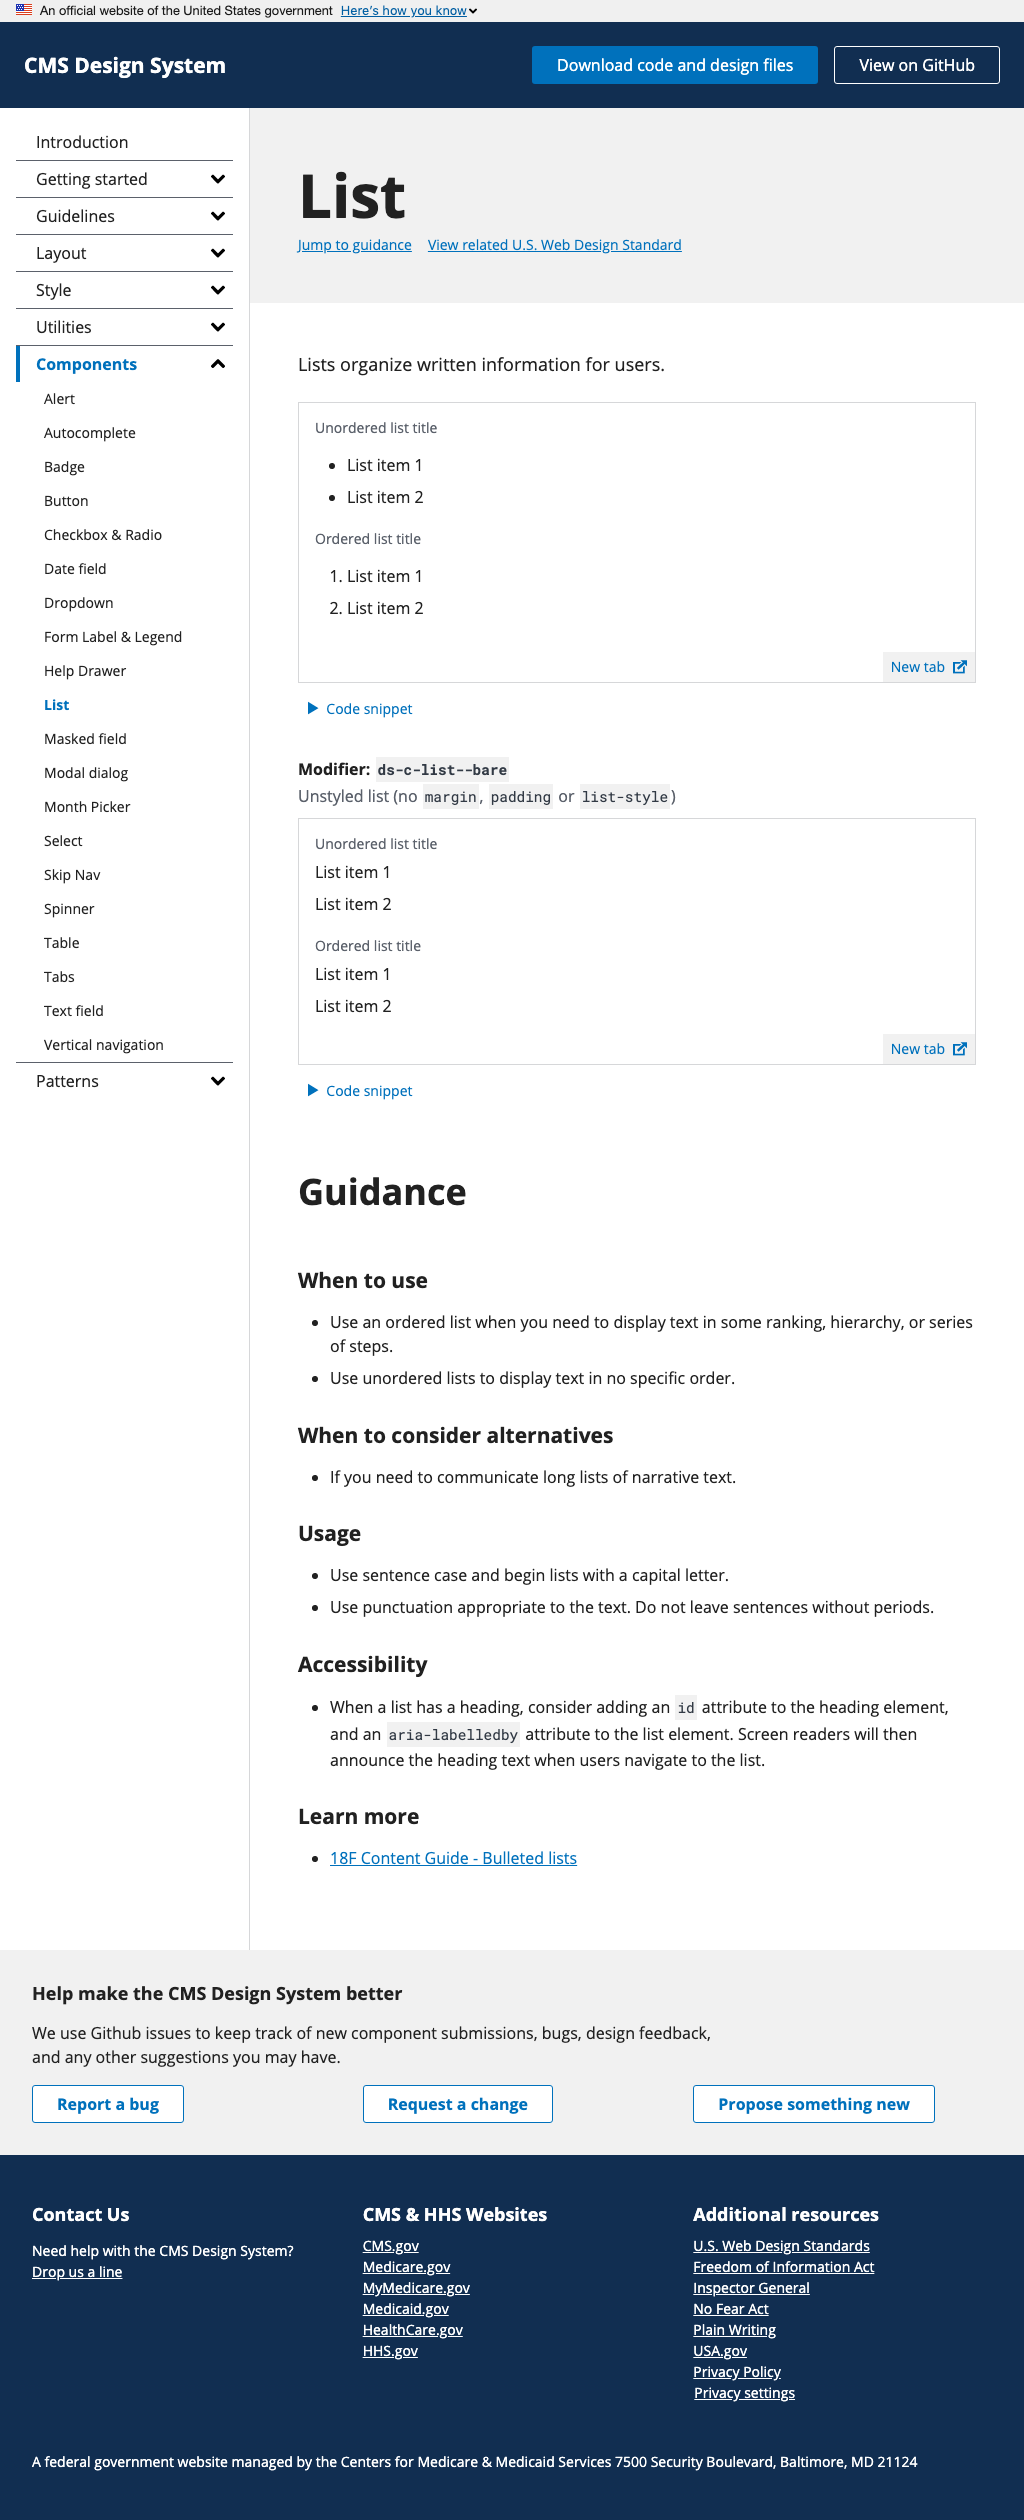 An official website of the United States government Here's how you know
CMS Design System
Download code and design files
View on GitHub
Introduction
Getting started
Guidelines
Layout
Style
Utilities
Components
Alert
Autocomplete
Badge
Button
Checkbox & Radio
Date field
Dropdown
Form Label & Legend
Help Drawer
List
Masked field
Modal dialog
Month Picker
Select
Skip Nav
Spinner
Table
Tabs
Text field
Vertical navigation
Patterns
List
Jump to guidance View related U.S. Web Design Standard
Lists organize written information for users.
Unordered list title
• List item 1
• List item 2
Ordered list title
1. List item 1
2. List item 2
New tab
Code snippet
Modifier: ds-c-list--bare
Unstyled list (no margin, padding or list-style)
Unordered list title
List item 1
List item 2
Ordered list title
List item 1
List item 2
New tab
Code snippet
Guidance
When to use
• Use an ordered list when you need to display text in some ranking, hierarchy, or series
of steps.
• Use unordered lists to display text in no specific order.
When to consider alternatives
• If you need to communicate long lists of narrative text.
Usage
• Use sentence case and begin lists with a capital letter.
• Use punctuation appropriate to the text. Do not leave sentences without periods.
Accessibility
• When a list has a heading, consider adding an id attribute to the heading element,
and an aria-labelledby attribute to the list element. Screen readers will then
announce the heading text when users navigate to the list.
Learn more
• 18F Content Guide - Bulleted lists
Help make the CMS Design System better
We use Github issues to keep track of new component submissions, bugs, design feedback,
and any other suggestions you may have.
Report a bug
Request a change
Propose something new
Contact Us
Need help with the CMS Design System?
Drop us a line
CMS & HHS Websites
CMS.gov
Medicare.gov
MyMedicare.gov
Medicaid.gov
HealthCare.gov
HHS.gov
Additional resources
U.S. Web Design Standards
Freedom of Information Act
Inspector General
No Fear Act
Plain Writing
USA.gov
Privacy Policy
Privacy settings
A federal government website managed by the Centers for Medicare & Medicaid Services 7500 Security Boulevard, Baltimore, MD 21124